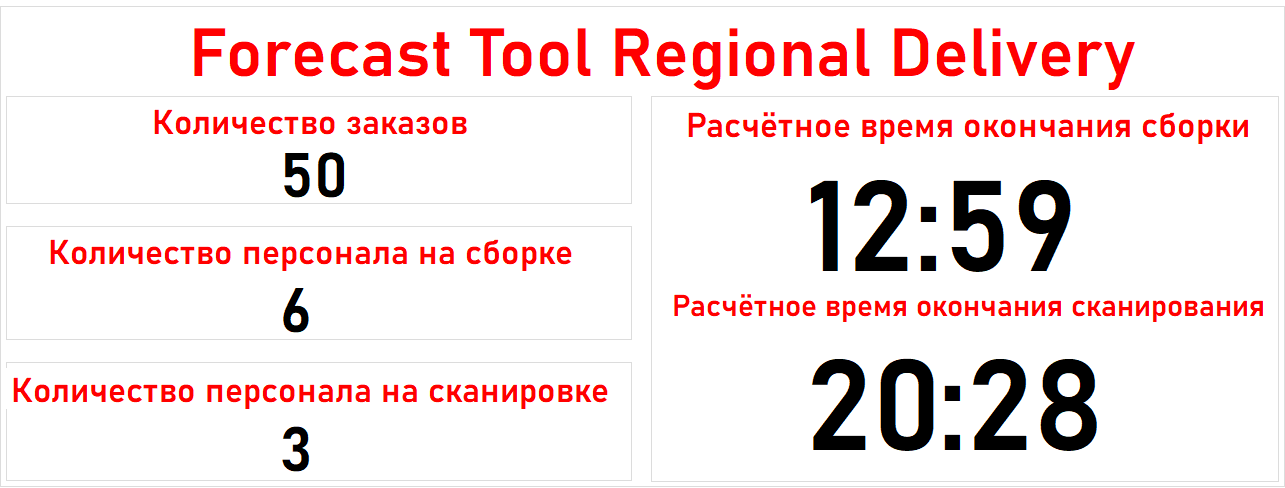 Forecast Tool Regional Delivery
Количество заказов
50
Количество персонала на сборке
6
Количество персонала на сканировке
3
Расчётное время окончания сборки
12:59
Расчётное время окончания сканирования
20:28